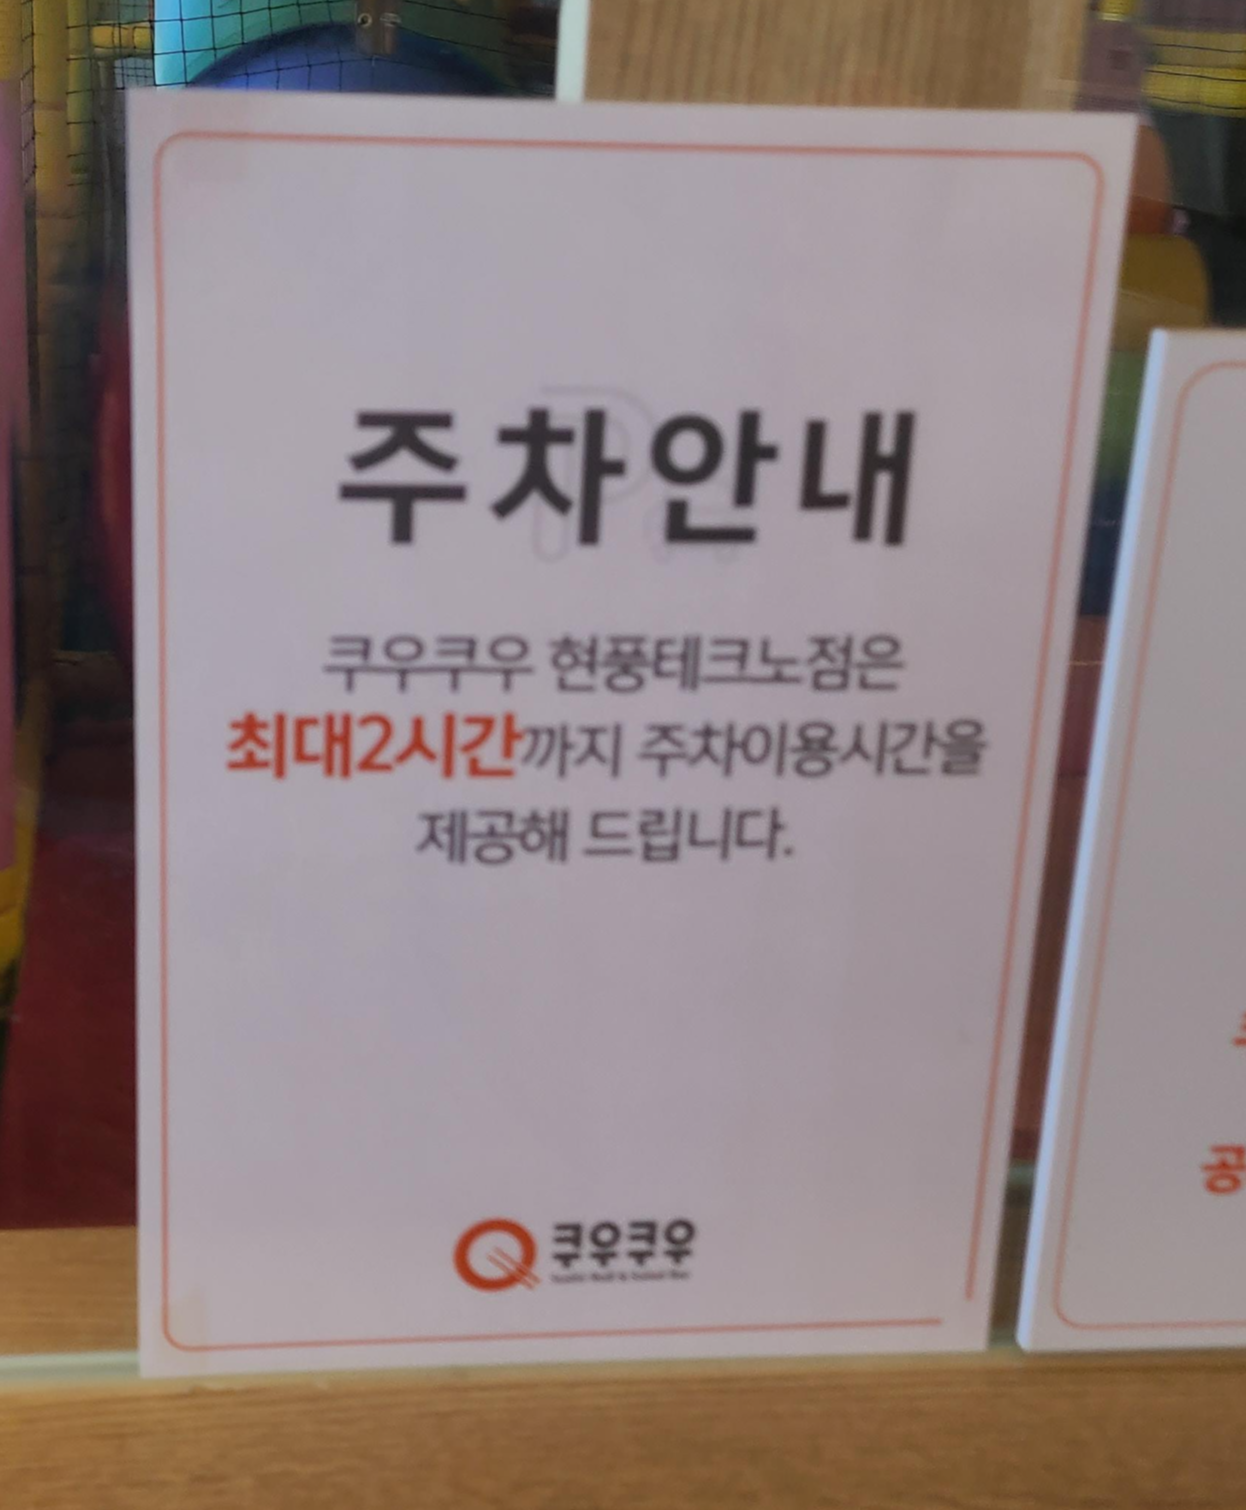 주차안내
쿠우쿠우 현풍테크노점은
최대2시간까지 주차이용시간을
제공해 드립니다.
쿠우쿠우
공